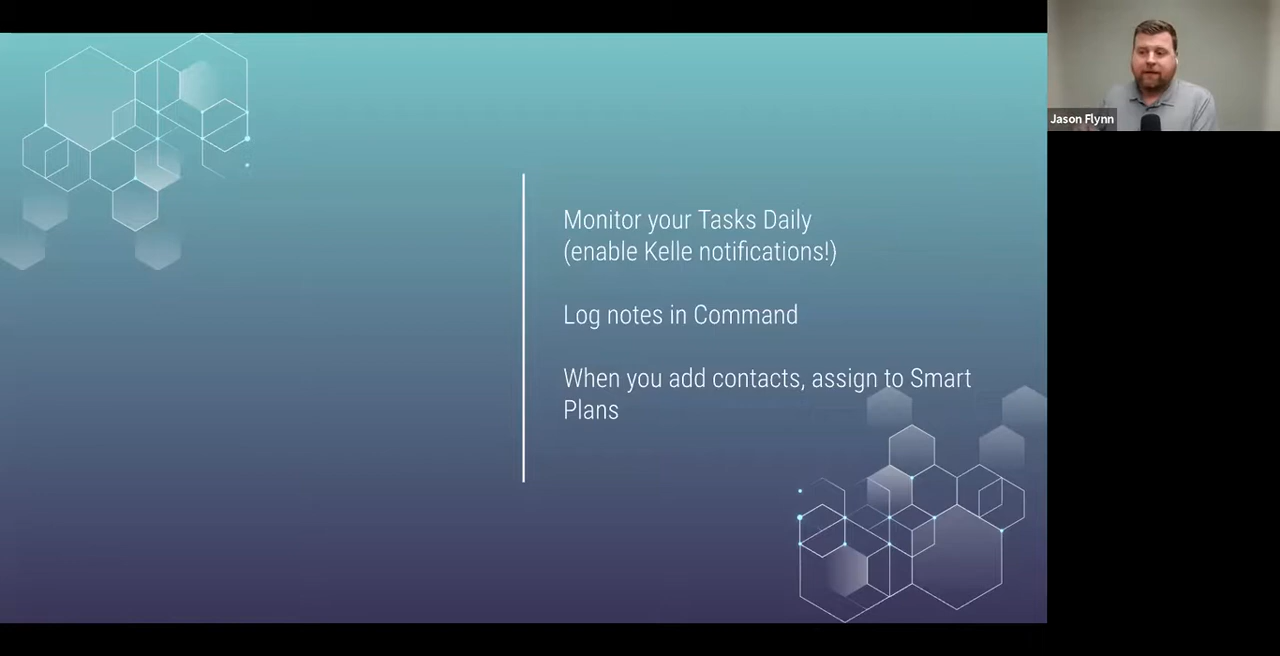 Jason Flynn
Monitor your Tasks Daily
(enable Kelle notifications!)
Log notes in Command
When you add contacts, assign to Smart
Plans